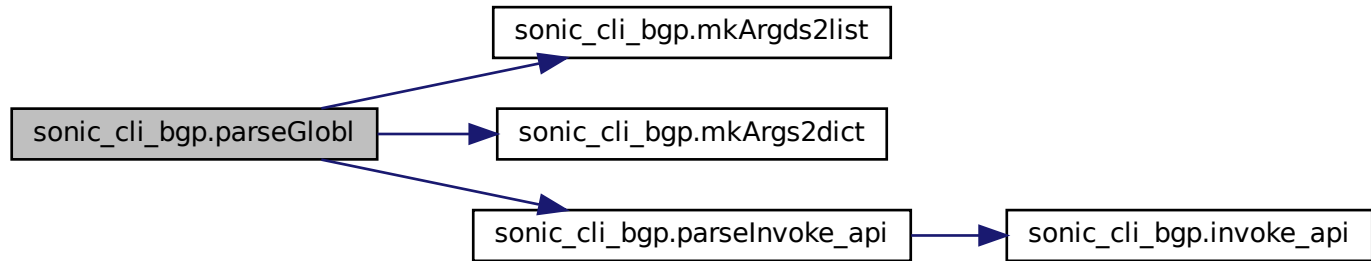 sonic_cli_bgp.mkArgds2list
sonic_cli_bgp.parseGlobl
sonic_cli_bgp.mkArgs2dict
sonic_cli_bgp.parseInvoke_api
sonic_cli_bgp.invoke_api